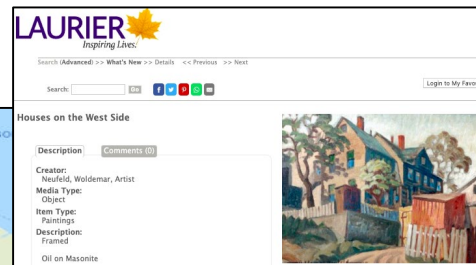 LAURIER
Inspiring Lives.
Search (Advanced) >> What's New >> Details << Previous >> Next
Search: Go
Login to My Favo
Houses on the West Side
Description Comments (0)
Creator:
Neufeld, Woldemar, Artist
Media Type:
Object
Item Type:
Paintings
Description:
Framed
Oil on Masonite